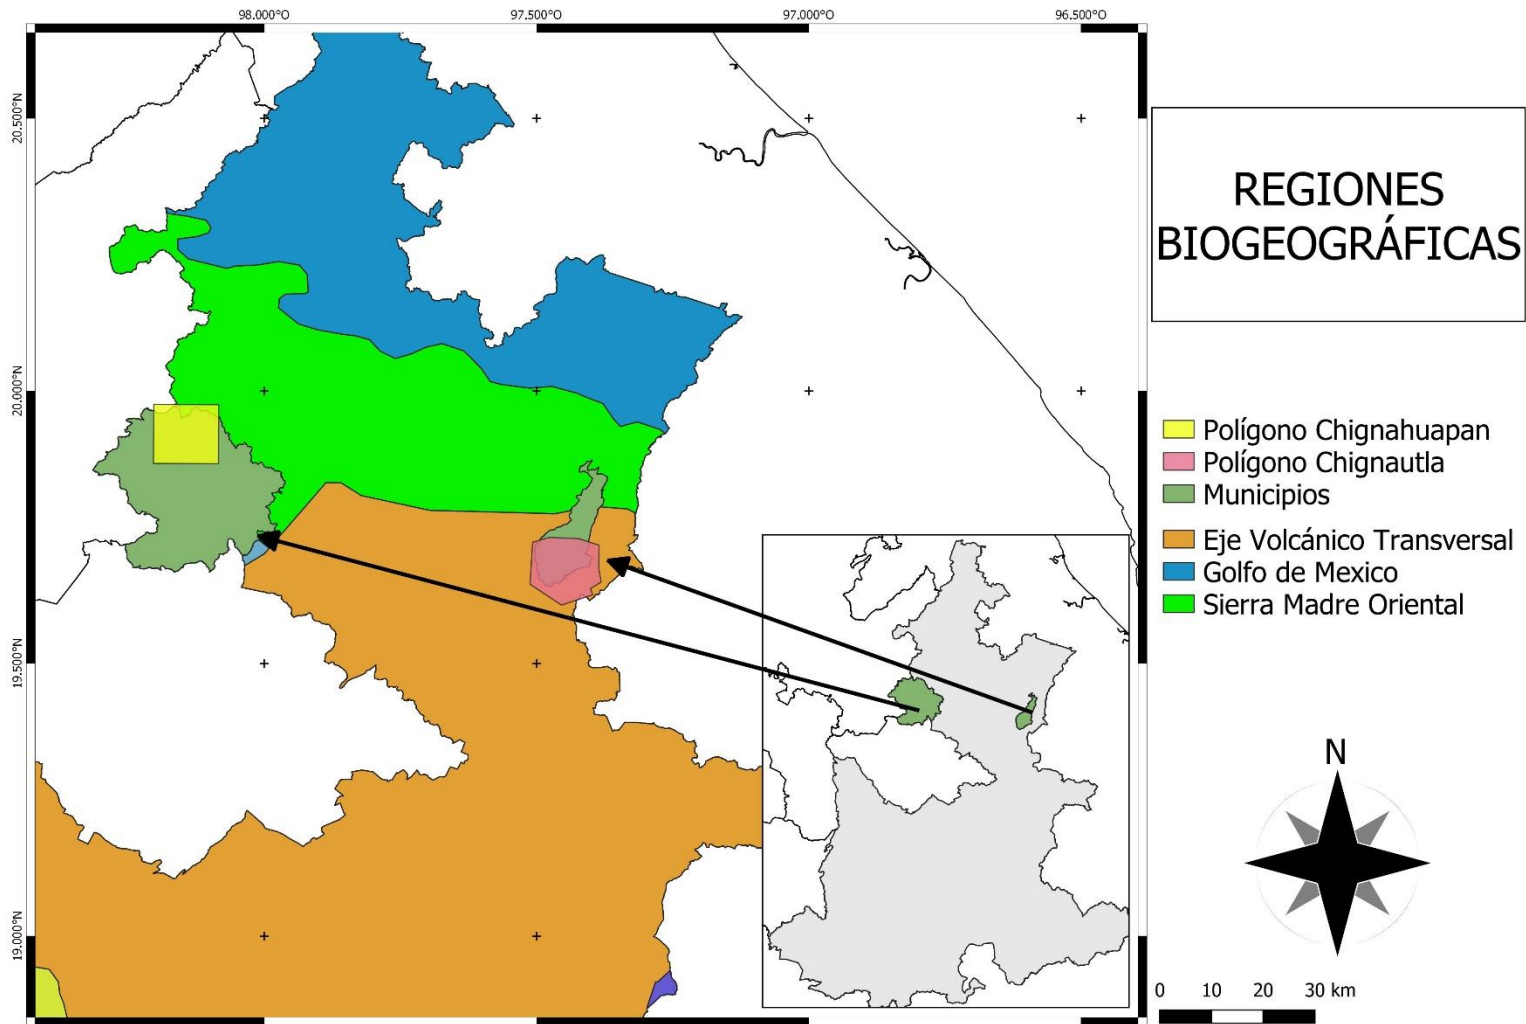 98.000°O
97.500°O
97.000°O
96.500°O
20.500°N
20.000°N
19.500°N
19.000°N
REGIONES
BIOGEOGRÁFICAS
Polígono Chignahuapan
Polígono Chignautla
Municipios
Eje Volcánico Transversal
Golfo de Mexico
Sierra Madre Oriental
N
0 10 20 30 km